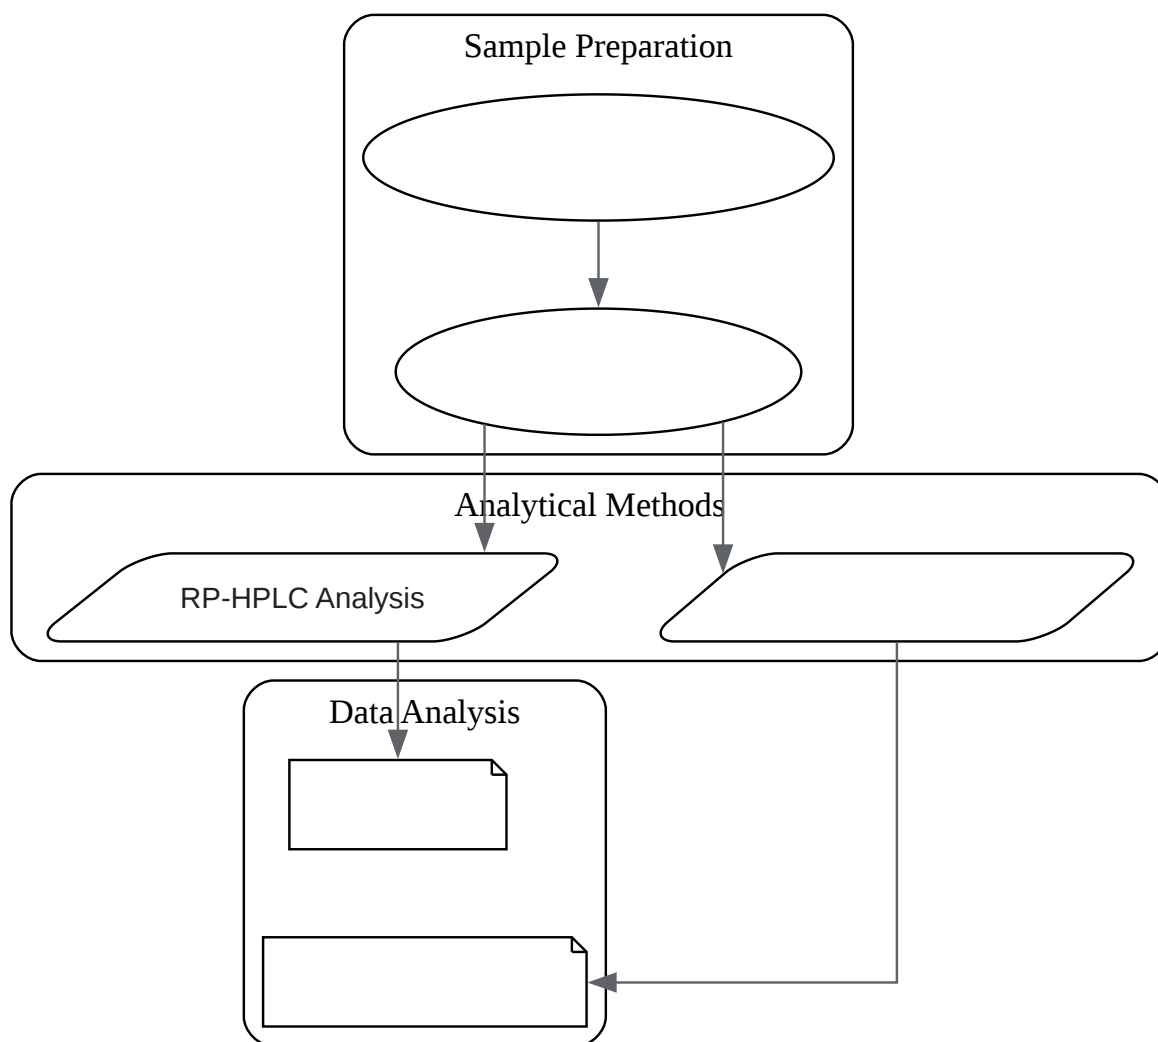 Sample Preparation
Analytical Methods
RP-HPLC Analysis
Data Analysis